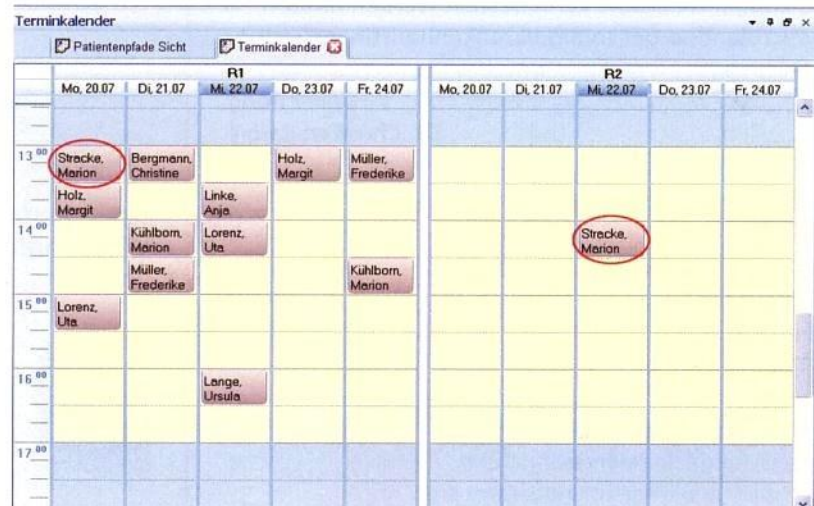 Terminkalender
Patientenpfade Sicht
Terminkalender
R1
R2
Mo, 20.07 Di, 21.07 Mi, 22.07 Do, 23.07 Fr, 24.07
Mo, 20.07 Di, 21.07 Mi, 22.07 Do, 23.07 Fr, 24.07
13 00
Stracke,
Marion
Bergmann,
Christine
Holz,
Margit
Müller,
Frederike
Holz,
Margit
Linke,
Anja
14 00
Kühlborn,
Marion
Lorenz,
Uta
Stracke,
Marion
Müller,
Frederike
Kühlborn,
Marion
15 00
Lorenz,
Uta
16 00
Lange,
Ursula
17 00